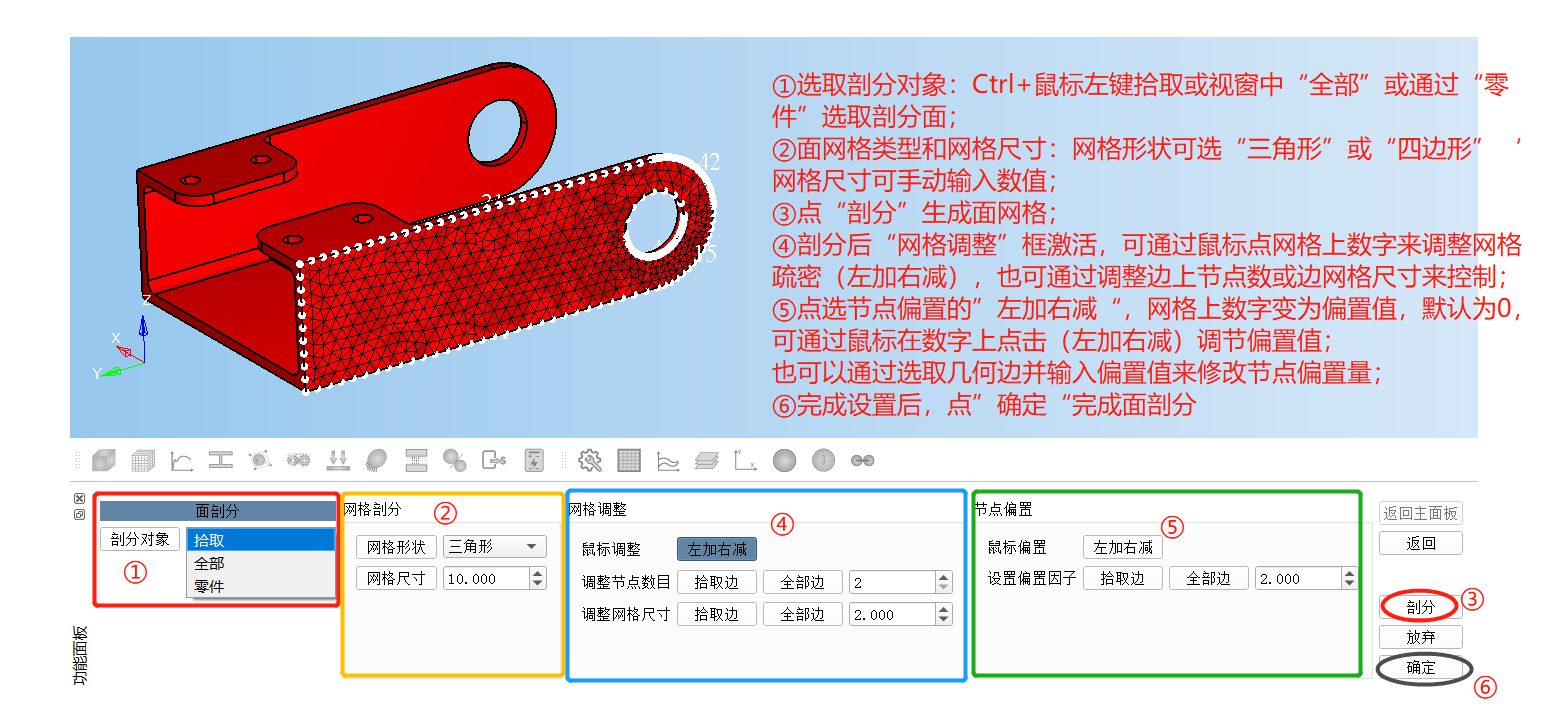 ①选取剖分对象：Ctrl+鼠标左键拾取或视窗中“全部”或通过“零
件”选取剖分面；
②面网格类型和网格尺寸：网格形状可选“三角形”或“四边形”‘
网格尺寸可手动输入数值；
③点“剖分”生成面网格；
④剖分后“网格调整”框激活，可通过鼠标点网格上数字来调整网格
疏密（左加右减），也可通过调整边上节点数或边网格尺寸来控制；
⑤点选节点偏置的”左加右减“，网格上数字变为偏置值，默认为0，
可通过鼠标在数字上点击（左加右减）调节偏置值；
也可以通过选取几何边并输入偏置值来修改节点偏置量；
⑥完成设置后，点”确定“完成面剖分
42
Z
X
Y
功能面板
面剖分
剖分对象
拾取
全部
零件
①
网格剖分
②
网格形状 三角形
网格尺寸 10.000
网格调整
④
鼠标调整 左加右减
调整节点数目 拾取边 全部边 2
调整网格尺寸 拾取边 全部边 2.000
节点偏置
⑤
鼠标偏置 左加右减
设置偏置因子 拾取边 全部边 2.000
返回主面板
返回
剖分 ③
放弃
确定 ⑥